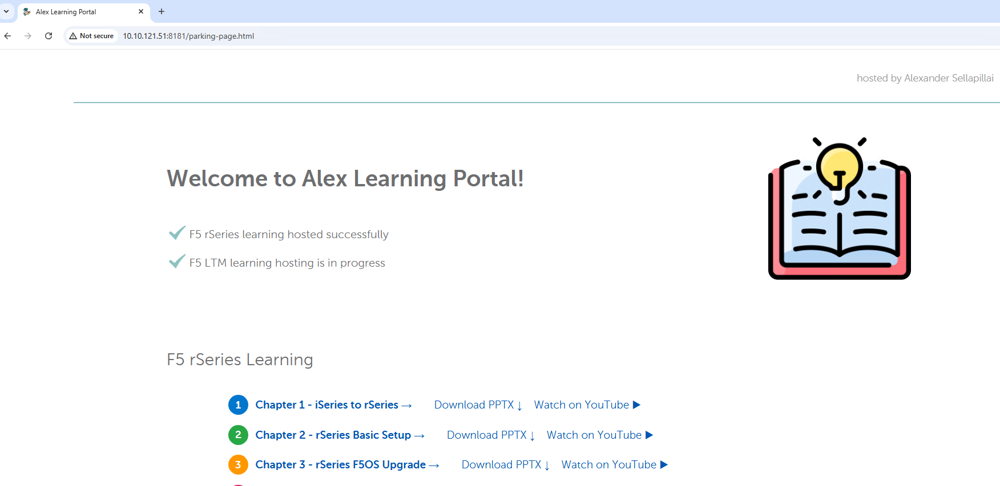 Alex Learning Portal
Not secure 10.10.121.51:8181/parking-page.html
hosted by Alexander Sellapillai
Welcome to Alex Learning Portal!
F5 rSeries learning hosted successfully
F5 LTM learning hosting is in progress
F5 rSeries Learning
1 Chapter 1 - iSeries to rSeries → Download PPTX ↓ Watch on YouTube ▶
2 Chapter 2 - rSeries Basic Setup → Download PPTX ↓ Watch on YouTube ▶
3 Chapter 3 - rSeries F5OS Upgrade → Download PPTX ↓ Watch on YouTube ▶